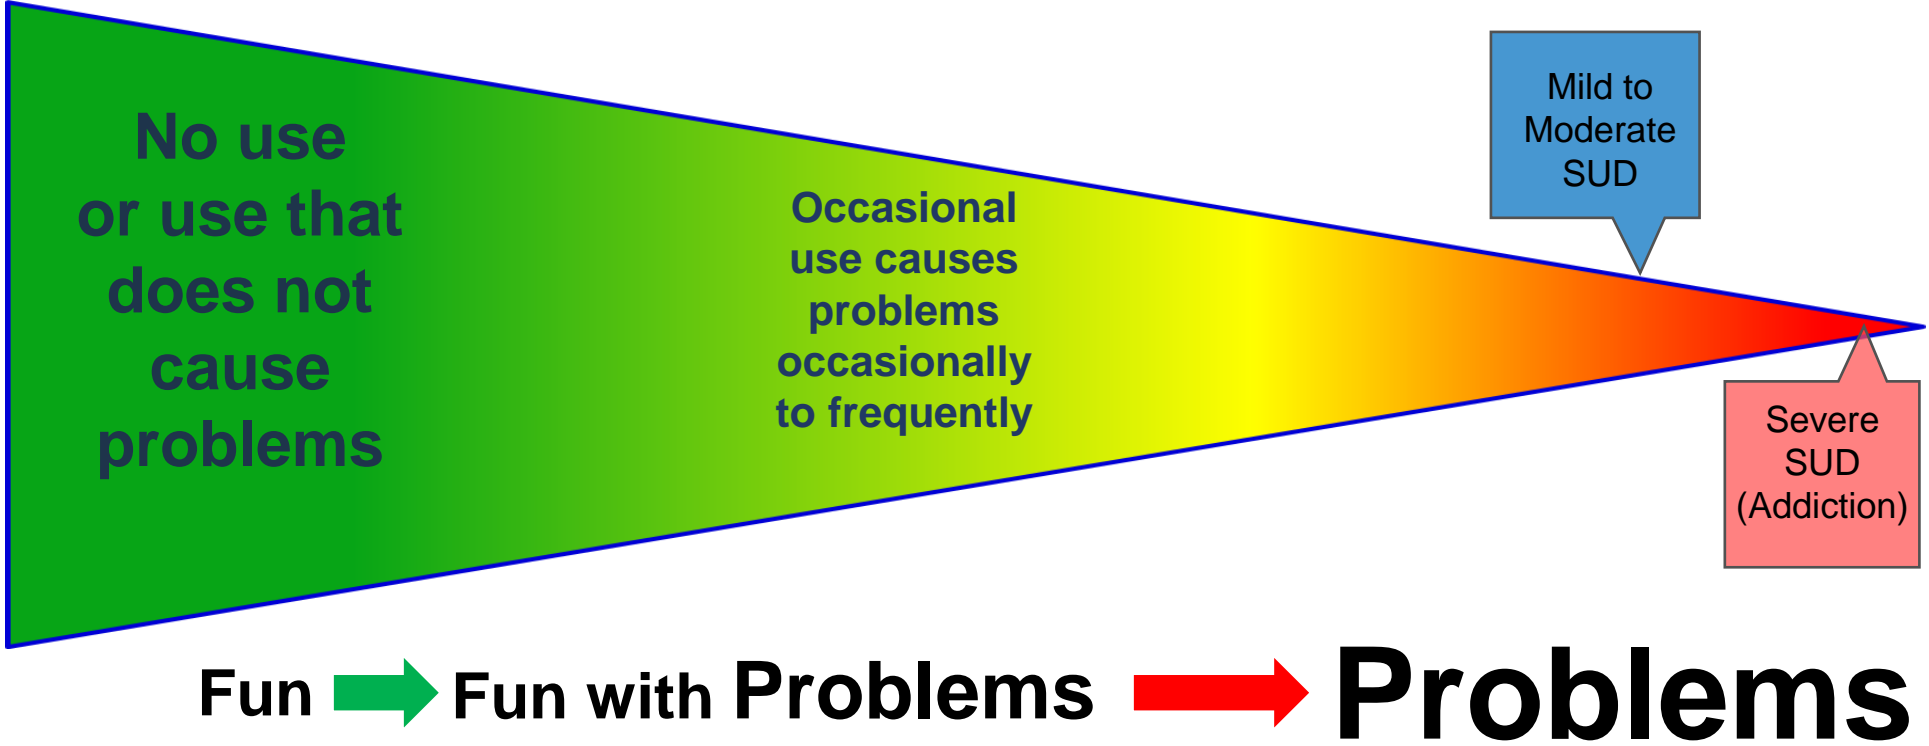 No use
or use that
does not
cause
problems
Occasional
use causes
problems
occasionally
to frequently
Mild to
Moderate
SUD
Severe
SUD
(Addiction)
Fun Fun with Problems Problems